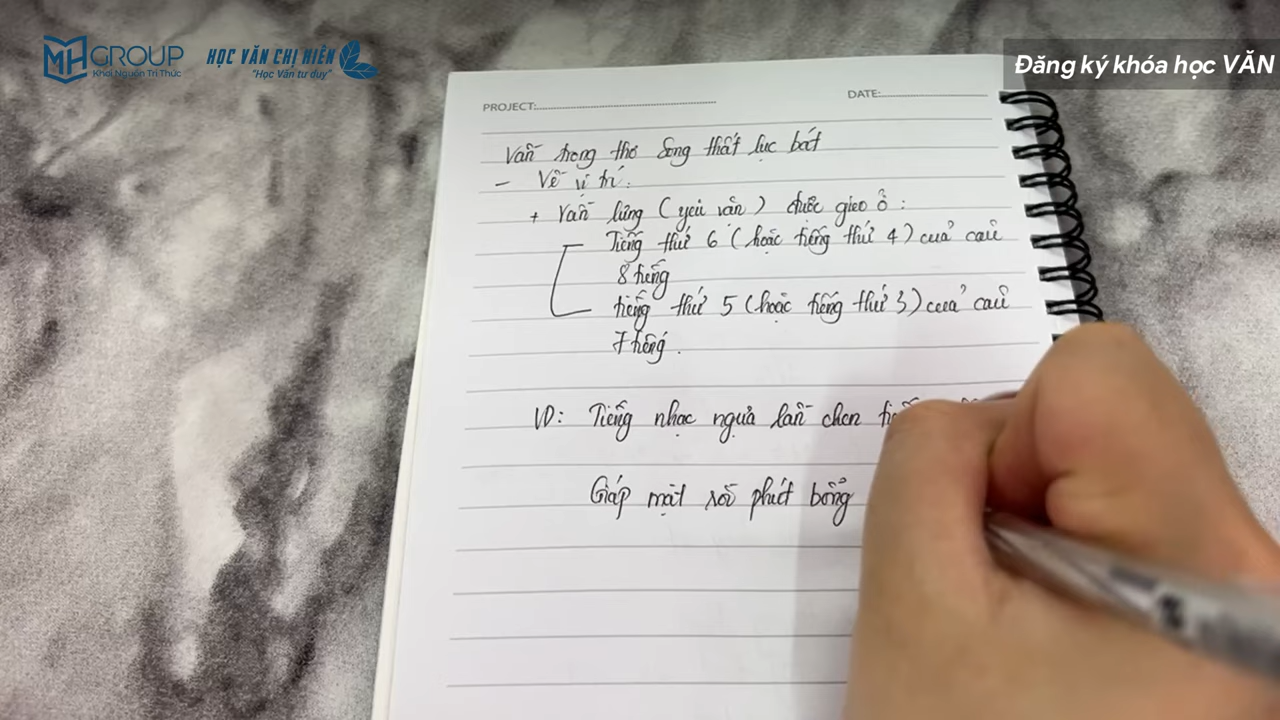 MH GROUP
Khơi Nguồn Tri Thức
HỌC VĂN CHỊ HIÊN
"Học Văn tư duy"
Đăng ký khóa học VĂN
PROJECT:
DATE:
Vần trong thơ Song thất lục bát
- Về vị trí:
+ Vần lưng (yêu vận) được gieo ở:
Tiếng thứ 6 (hoặc tiếng thứ 4) của câu
8 tiếng
tiếng thứ 5 (hoặc tiếng thứ 3) của câu
7 tiếng.
VD: Tiếng nhạc ngựa lần chen
Giáp mặt rồi phút bỗng